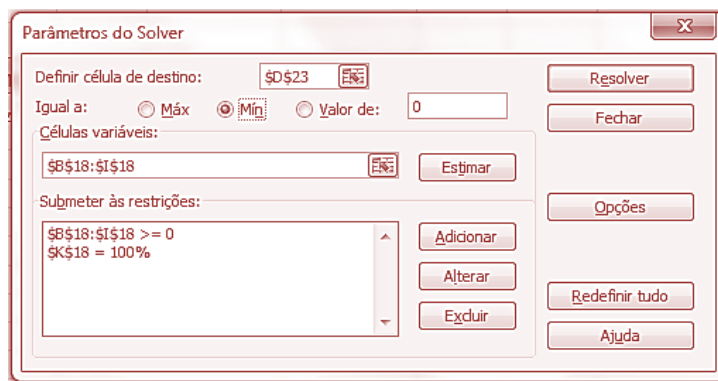 Parâmetros do Solver
Definir célula de destino: $D$23 Resolver
Igual a: Máx Mín Valor de: 0 Fechar
Células variáveis:
$B$18:$I$18 Estimar
Submeter às restrições: Opções
$B$18:$I$18 >= 0 Adicionar
$K$18 = 100%
Alterar
Redefinir tudo
Excluir
Ajuda